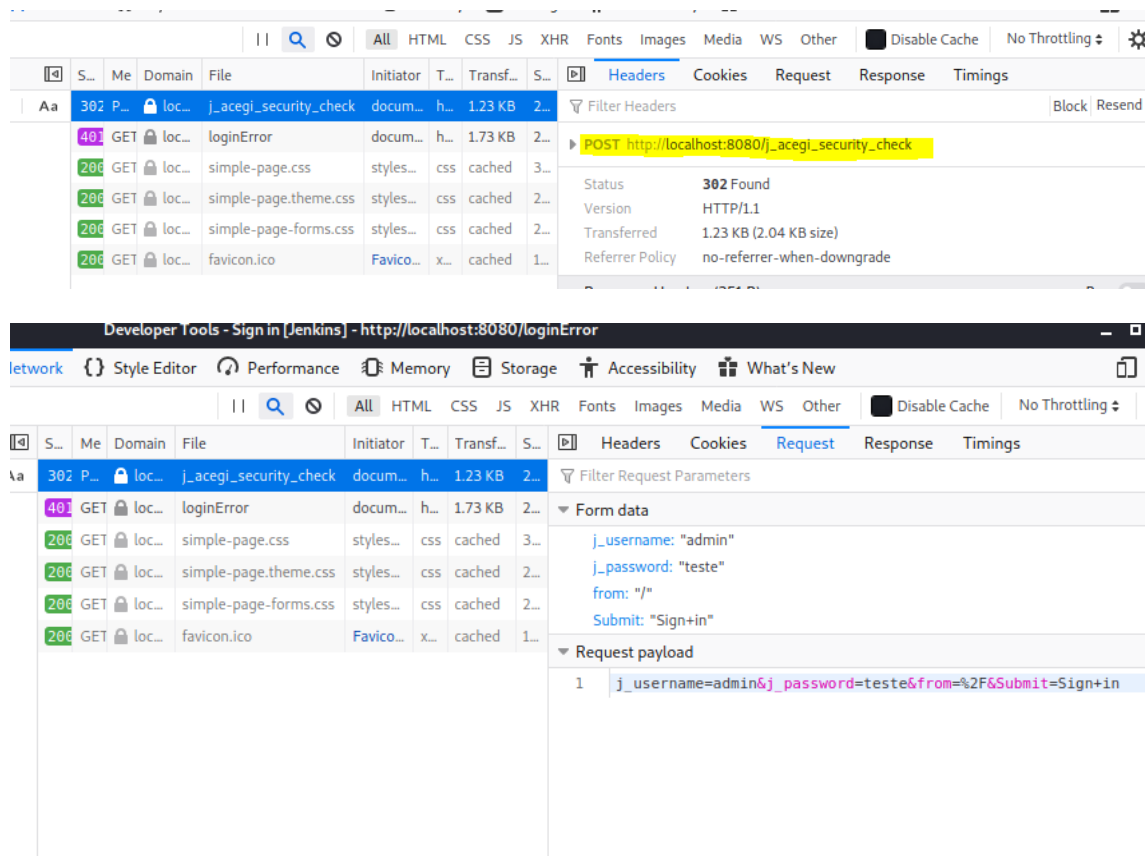 All HTML CSS JS XHR Fonts Images Media WS Other Disable Cache No Throttling
S... Me Domain File Initiator T... Transf... S... Headers Cookies Request Response Timings
Aa 302 P... loc... j_acegi_security_check docum... h... 1.23 KB 2... Filter Headers Block Resend
401 GET loc... loginError docum... h... 1.73 KB 2... POST http://localhost:8080/j_acegi_security_check
200 GET loc... simple-page.css styles... css cached 3... Status 302 Found
200 GET loc... simple-page.theme.css styles... css cached 2... Version HTTP/1.1
200 GET loc... simple-page-forms.css styles... css cached 2... Transferred 1.23 KB (2.04 KB size)
200 GET loc... favicon.ico Favico... x... cached 1... Referrer Policy no-referrer-when-downgrade
Developer Tools - Sign in [Jenkins] - http://localhost:8080/loginError
etwork {} Style Editor Performance Memory Storage Accessibility What's New
All HTML CSS JS XHR Fonts Images Media WS Other Disable Cache No Throttling
S... Me Domain File Initiator T... Transf... S... Headers Cookies Request Response Timings
Aa 302 P... loc... j_acegi_security_check docum... h... 1.23 KB 2... Filter Request Parameters
401 GET loc... loginError docum... h... 1.73 KB 2... Form data
200 GET loc... simple-page.css styles... css cached 3... j_username: "admin"
200 GET loc... simple-page.theme.css styles... css cached 2... j_password: "teste"
from: "/"
200 GET loc... simple-page-forms.css styles... css cached 2... Submit: "Sign+in"
200 GET loc... favicon.ico Favico... x... cached 1... Request payload
1 j_username=admin&j_password=teste&from=%2F&Submit=Sign+in